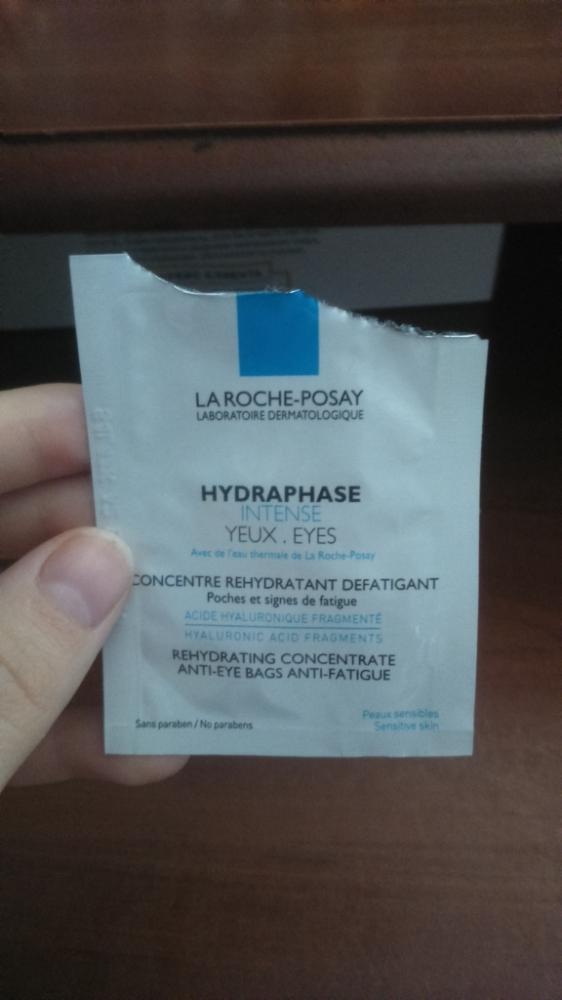 LA ROCHE-POSAY
LABORATOIRE DERMATOLOGIQUE
HYDRAPHASE
INTENSE
YEUX . EYES
Avec de l'eau thermale de La Roche-Posay
CONCENTRE REHYDRATANT DEFATIGANT
Poches et signes de fatigue
ACIDE HYALURONIQUE FRAGMENTÉ
HYALURONIC ACID FRAGMENTS
REHYDRATING CONCENTRATE
ANTI-EYE BAGS ANTI-FATIGUE
Sans paraben / No parabens
Peaux sensibles
Sensitive skin